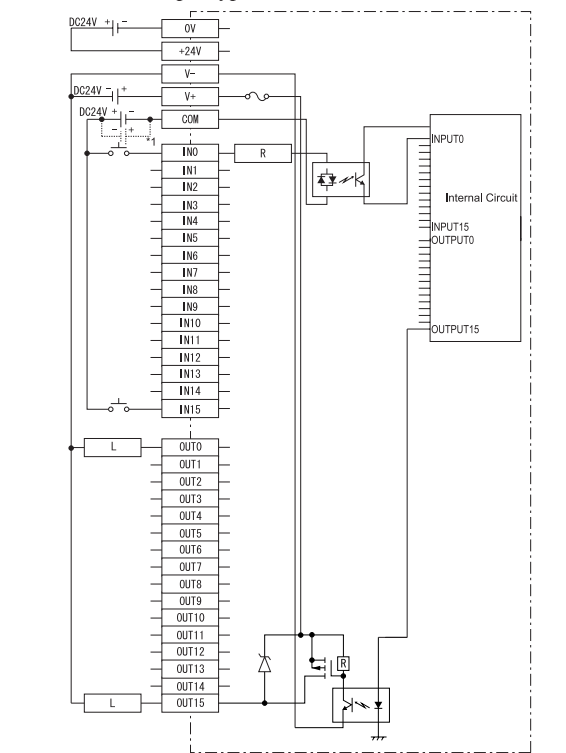 DC24V + -
0V
+24V
V-
DC24V - +
V+
DC24V + -
COM
- +
*1
IN0
R
IN1
IN2
IN3
IN4
IN5
IN6
IN7
IN8
IN9
IN10
IN11
IN12
IN13
IN14
IN15
INPUT0
Internal Circuit
INPUT15
OUTPUT0
OUTPUT15
L
OUT0
OUT1
OUT2
OUT3
OUT4
OUT5
OUT6
OUT7
OUT8
OUT9
OUT10
OUT11
OUT12
OUT13
OUT14
L
OUT15
R